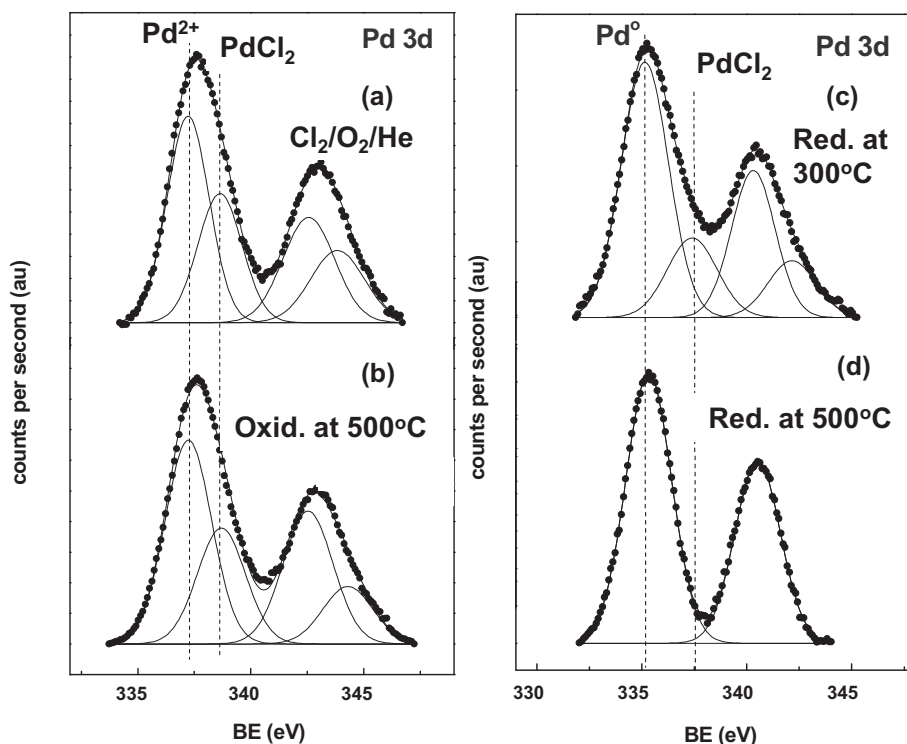 Pd²⁺
PdCl₂
Pd 3d
(a)
Cl₂/O₂/He
(b)
Oxid. at 500°C
counts per second (au)
335
340
345
BE (eV)
Pd°
PdCl₂
Pd 3d
(c)
Red. at
300°C
(d)
Red. at 500°C
counts per second (au)
330
335
340
345
BE (eV)